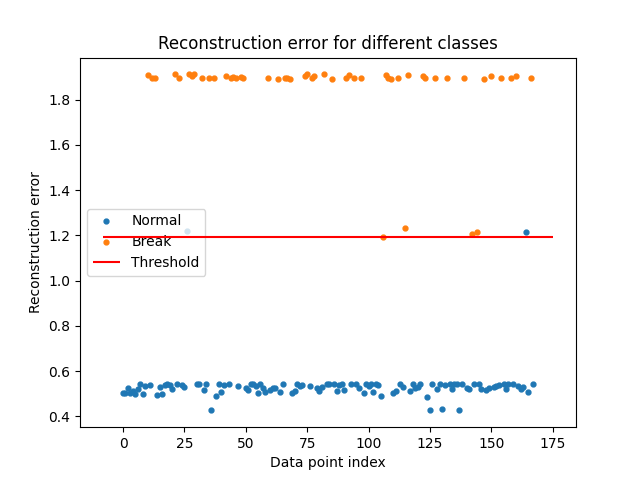 Reconstruction error for different classes
Reconstruction error
1.8
1.6
1.4
1.2
1.0
0.8
0.6
0.4
Normal
Break
Threshold
0 25 50 75 100 125 150 175
Data point index